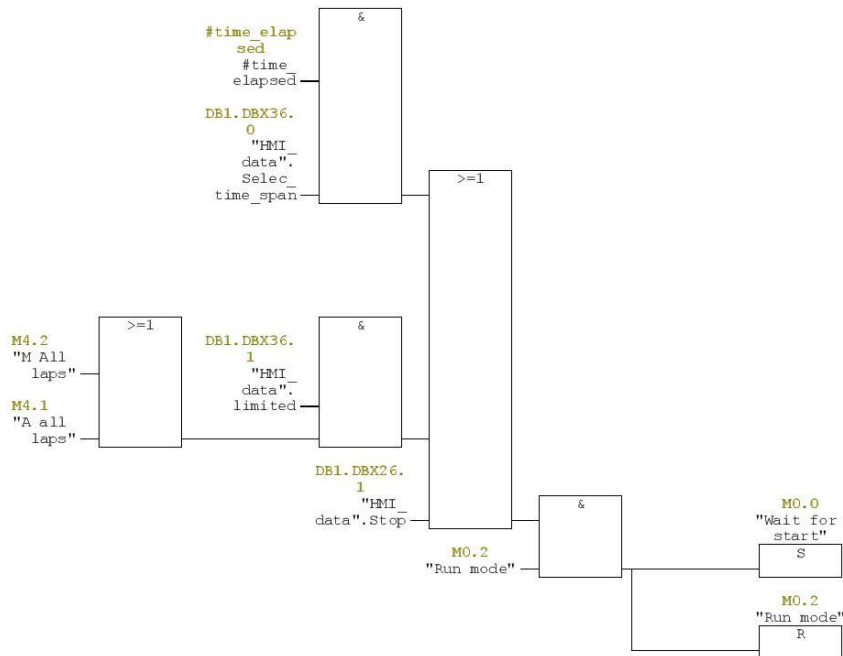 &
#time_elap
sed
#time_
elapsed
DB1.DBX36.
0
"HMI_
data".
Selec_
time_span
>=1
>=1
&
M4.2
"M All
laps"
DB1.DBX36.
1
"HMI_
data".
limited
M4.1
"A all
laps"
DB1.DBX26.
1
"HMI_
data".Stop
&
M0.2
"Run mode"
M0.0
"Wait for
start"
S
M0.2
"Run mode"
R